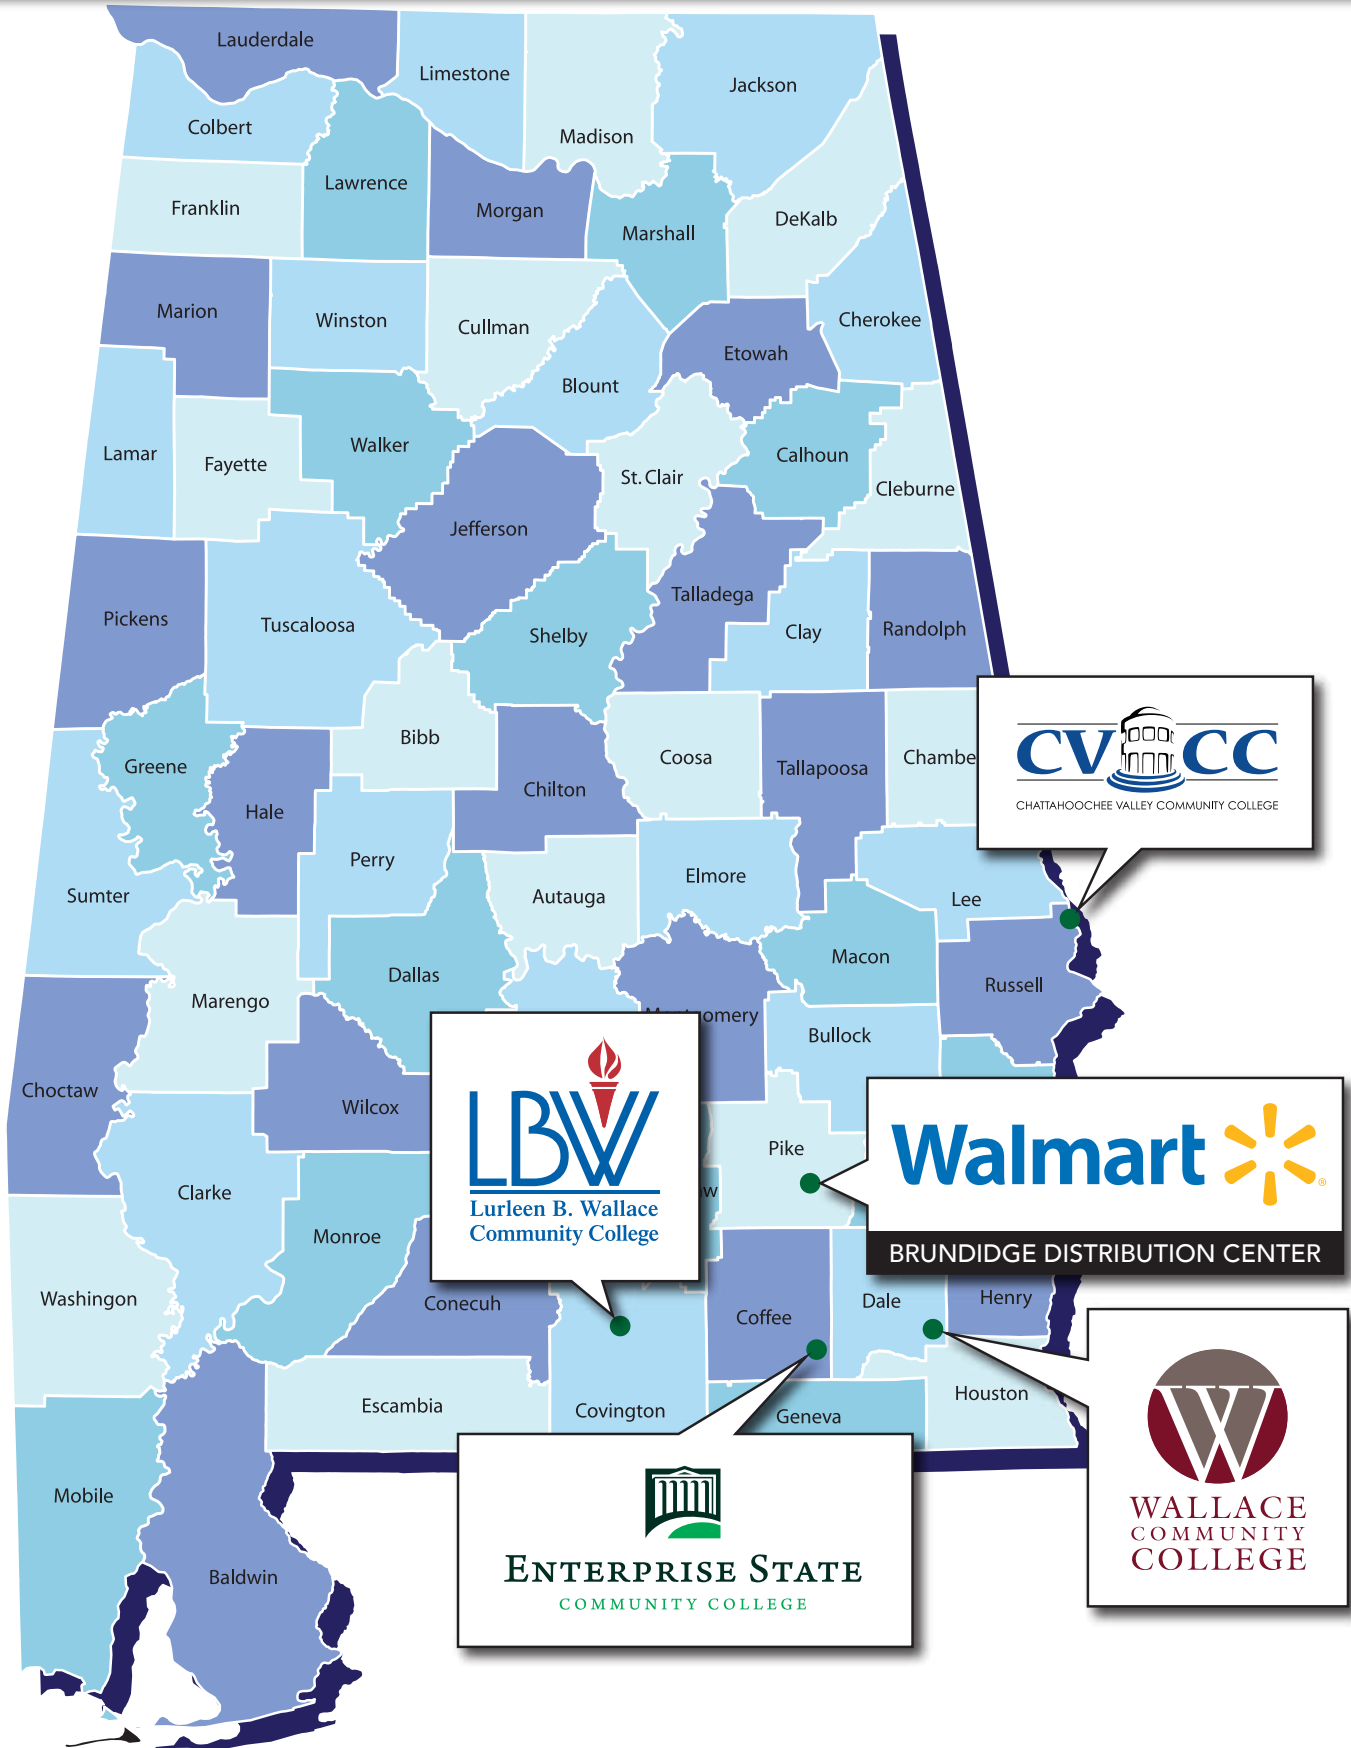 Lauderdale
Limestone
Madison
Jackson
Colbert
Lawrence
Franklin
Morgan
Marshall
DeKalb
Marion
Winston
Cullman
Cherokee
Etowah
Blount
Lamar
Fayette
Walker
St. Clair
Calhoun
Cleburne
Jefferson
Talladega
Pickens
Tuscaloosa
Shelby
Clay
Randolph
Bibb
Greene
Chilton
Coosa
Tallapoosa
Chambe
CV CC
CHATTAHOOCHEE VALLEY COMMUNITY COLLEGE
Hale
Perry
Elmore
Sumter
Autauga
Lee
Dallas
Macon
Russell
Marengo
Bullock
Choctaw
Wilcox
LBW
Lurleen B. Wallace
Community College
Pike
Walmart
®
BRUNDIDGE DISTRIBUTION CENTER
Clarke
Monroe
Washingon
Conecuh
Coffee
Dale
Henry
Escambia
Covington
Geneva
Houston
W
WALLACE
COMMUNITY
COLLEGE
Mobile
Baldwin
ENTERPRISE STATE
COMMUNITY COLLEGE